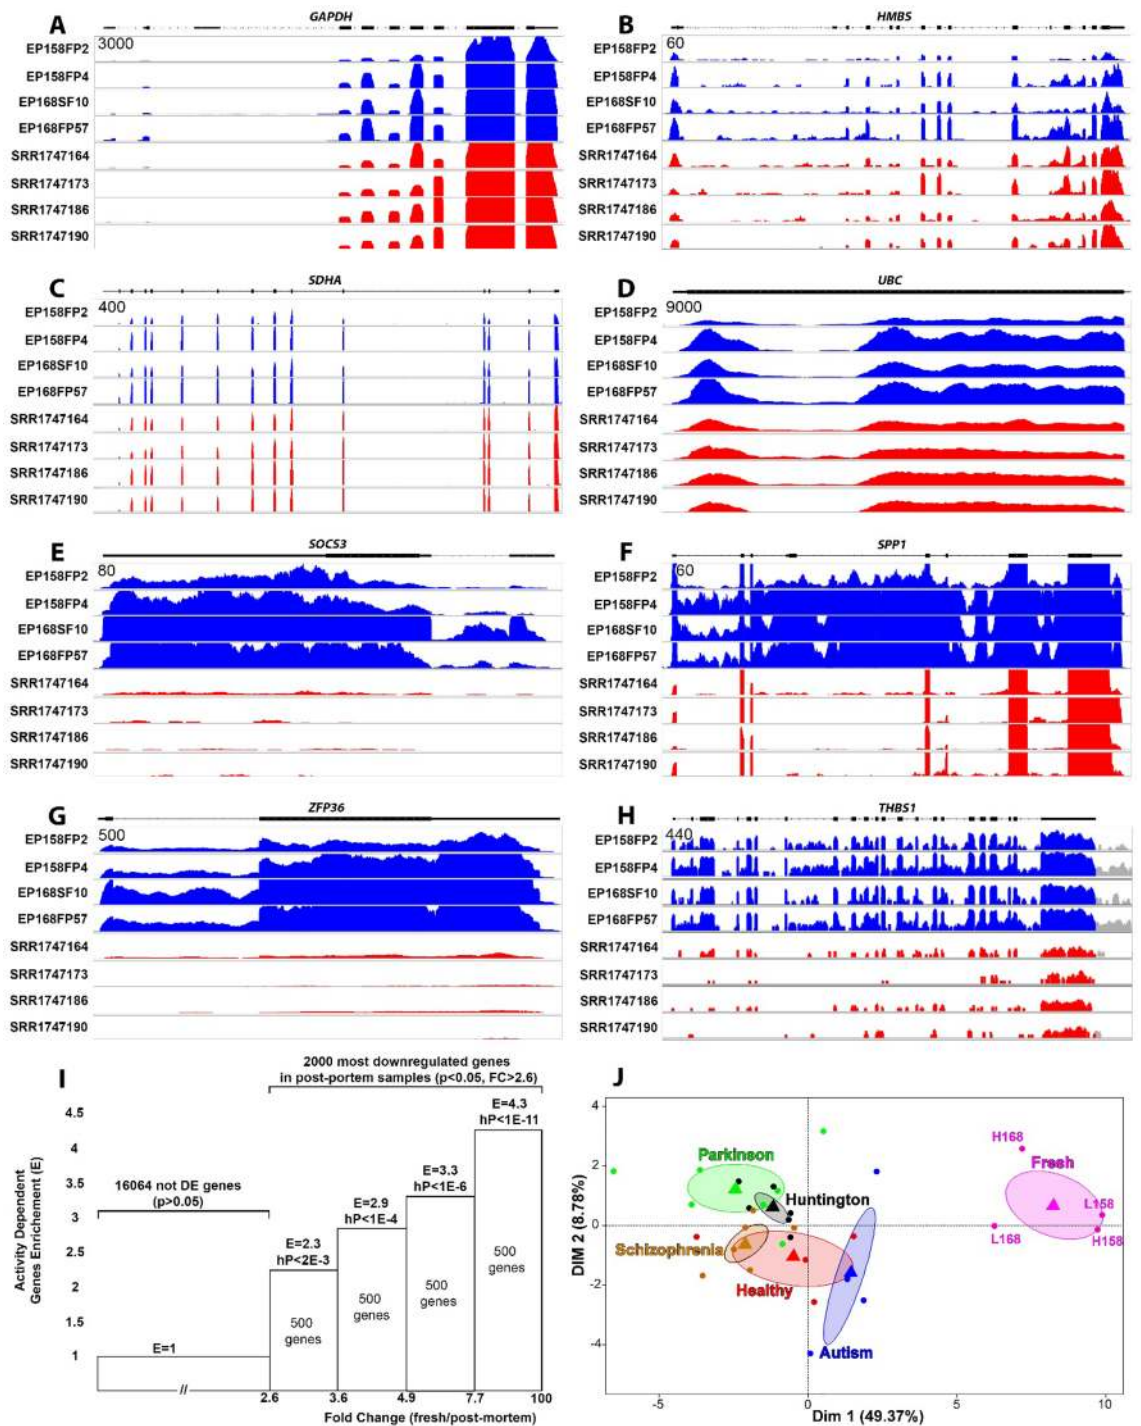 A GAPDH
3000
EP158FP2
EP158FP4
EP168SF10
EP168FP57
SRR1747164
SRR1747173
SRR1747186
SRR1747190
B HMBS
60
EP158FP2
EP158FP4
EP168SF10
EP168FP57
SRR1747164
SRR1747173
SRR1747186
SRR1747190
C SDHA
400
EP158FP2
EP158FP4
EP168SF10
EP168FP57
SRR1747164
SRR1747173
SRR1747186
SRR1747190
D UBC
9000
EP158FP2
EP158FP4
EP168SF10
EP168FP57
SRR1747164
SRR1747173
SRR1747186
SRR1747190
E SOCS3
80
EP158FP2
EP158FP4
EP168SF10
EP168FP57
SRR1747164
SRR1747173
SRR1747186
SRR1747190
F SPP1
60
EP158FP2
EP158FP4
EP168SF10
EP168FP57
SRR1747164
SRR1747173
SRR1747186
SRR1747190
G ZFP36
500
EP158FP2
EP158FP4
EP168SF10
EP168FP57
SRR1747164
SRR1747173
SRR1747186
SRR1747190
H THBS1
440
EP158FP2
EP158FP4
EP168SF10
EP168FP57
SRR1747164
SRR1747173
SRR1747186
SRR1747190
I
2000 most downregulated genes
in post-portem samples (p<0.05, FC>2.6)
16064 not DE genes
(p>0.05)
E=4.3
hP<1E-11
E=3.3
hP<1E-6
E=2.9
hP<1E-4
E=2.3
hP<2E-3
E=1
500
genes
500
genes
500
genes
500
genes
4.5
4
3.5
3
2.5
2
1.5
1
Activity Dependent
Genes Enrichement (E)
// 2.6 3.6 4.9 7.7 100
Fold Change (fresh/post-mortem)
J
4
2
0
-2
-4
DIM 2 (8.78%)
Parkinson
Huntington
Schizophrenia
Healthy
Autism
H168
Fresh
L158
L168
H158
-5 0 5 10
Dim 1 (49.37%)